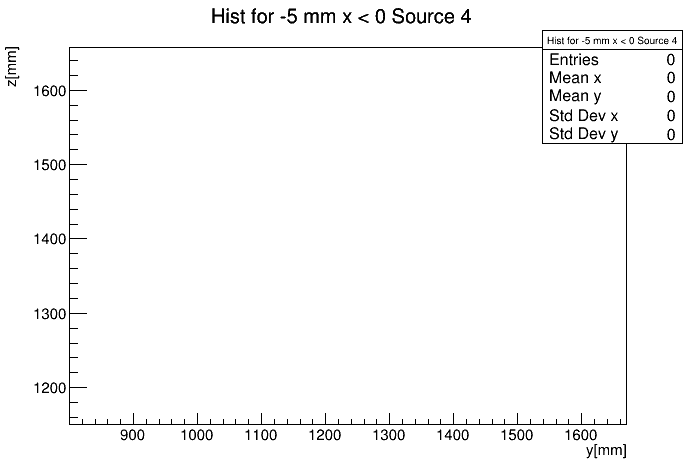 Hist for -5 mm x < 0 Source 4
z[mm]
Hist for -5 mm x < 0 Source 4
Entries 0
Mean x 0
Mean y 0
Std Dev x 0
Std Dev y 0
1600
1500
1400
1300
1200
900 1000 1100 1200 1300 1400 1500 1600
y[mm]